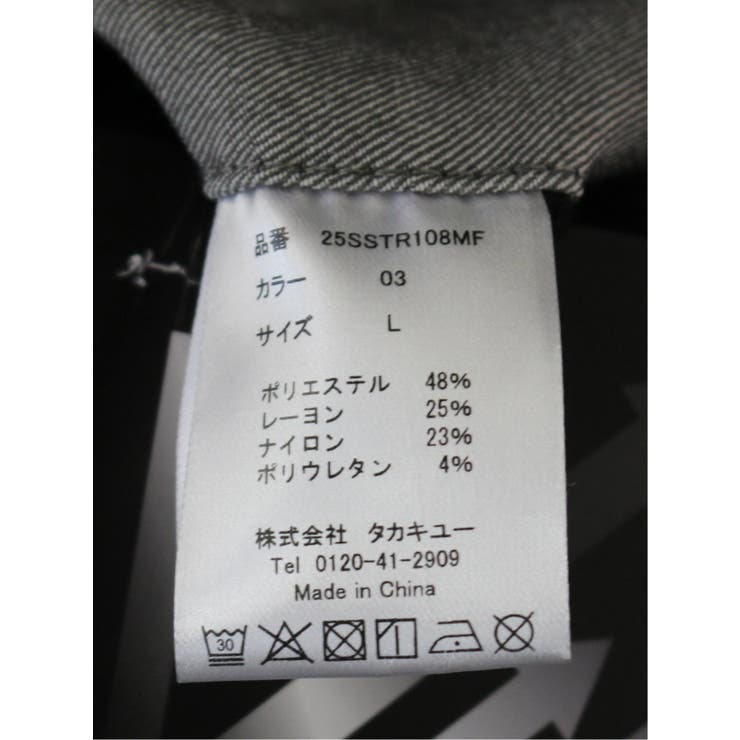 品番 25SSTR108MF
カラー 03
サイズ L
ポリエステル 48%
レーヨン 25%
ナイロン 23%
ポリウレタン 4%
株式会社 タカキユー
Tel 0120-41-2909
Made in China
30